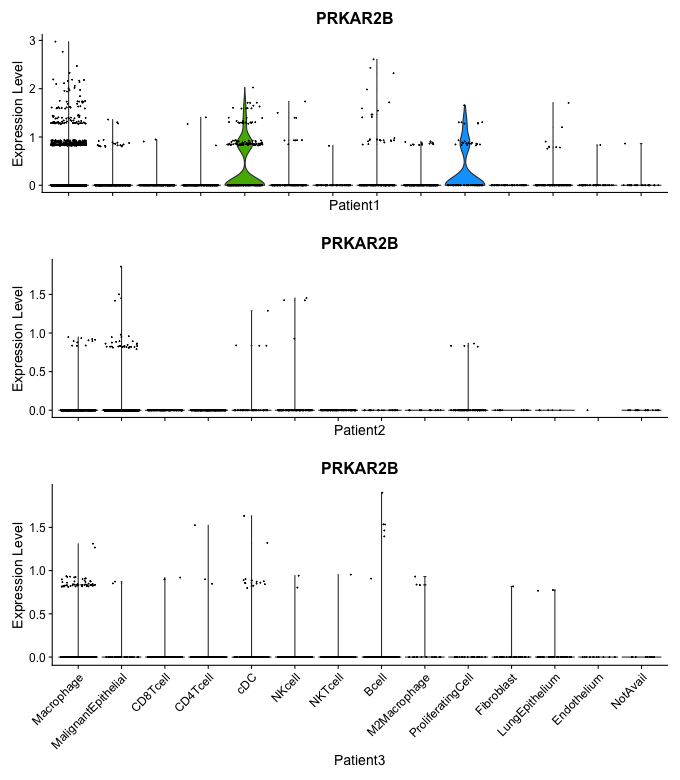 PRKAR2B
Expression Level
3
2
1
0
Patient1
PRKAR2B
Expression Level
1.5
1.0
0.5
0.0
Patient2
PRKAR2B
Expression Level
1.5
1.0
0.5
0.0
Macrophage
MalignantEpithelial
CD8Tcell
CD4Tcell
cDC
NKcell
NKTcell
Bcell
M2Macrophage
ProliferatingCell
Fibroblast
LungEpithelium
Endothelium
NotAvail
Patient3